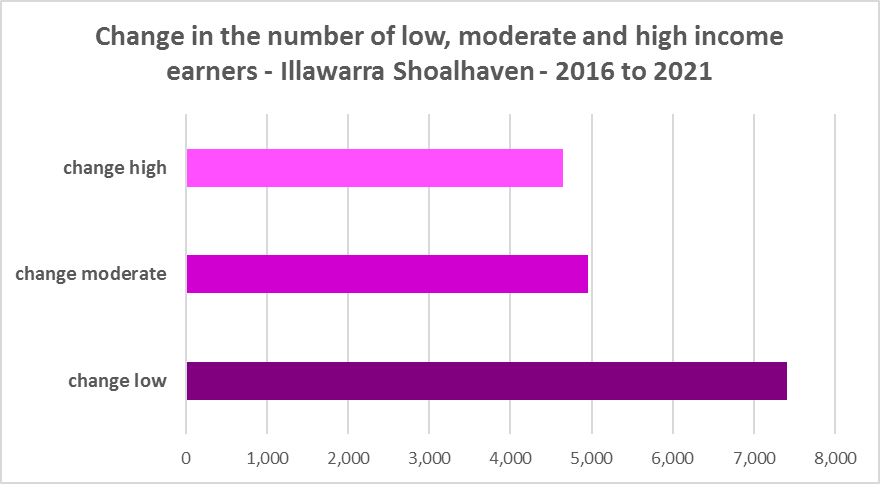 Change in the number of low, moderate and high income
earners - Illawarra Shoalhaven - 2016 to 2021
change high
change moderate
change low
0 1,000 2,000 3,000 4,000 5,000 6,000 7,000 8,000